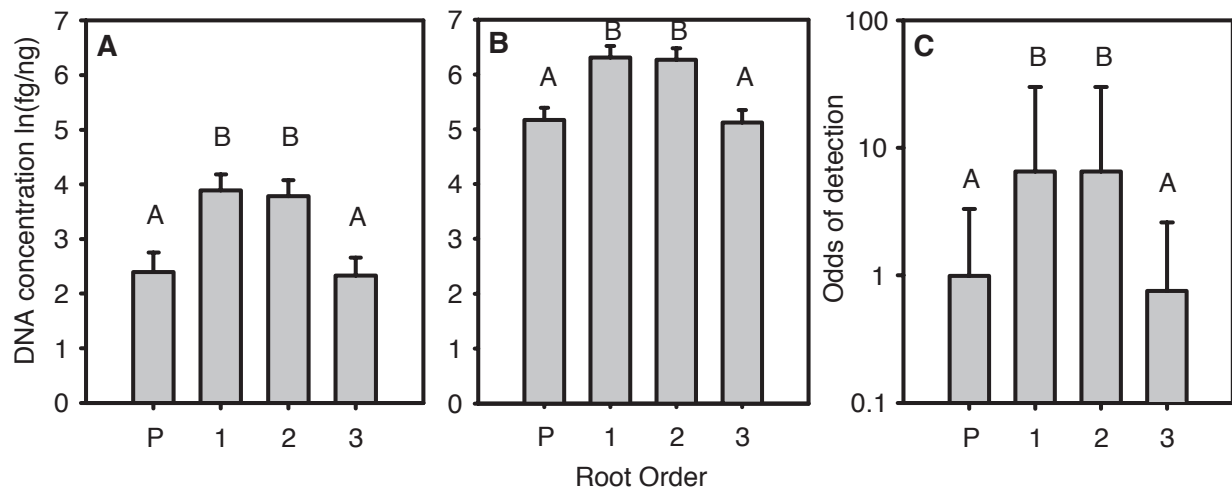 DNA concentration ln(fg/ng)
7
6
5
4
3
2
1
0
A
A
B
B
A
P 1 2 3
7
6
5
4
3
2
1
0
B
A
B
B
A
P 1 2 3
Root Order
Odds of detection
100
10
1
0.1
C
A
B
B
A
P 1 2 3